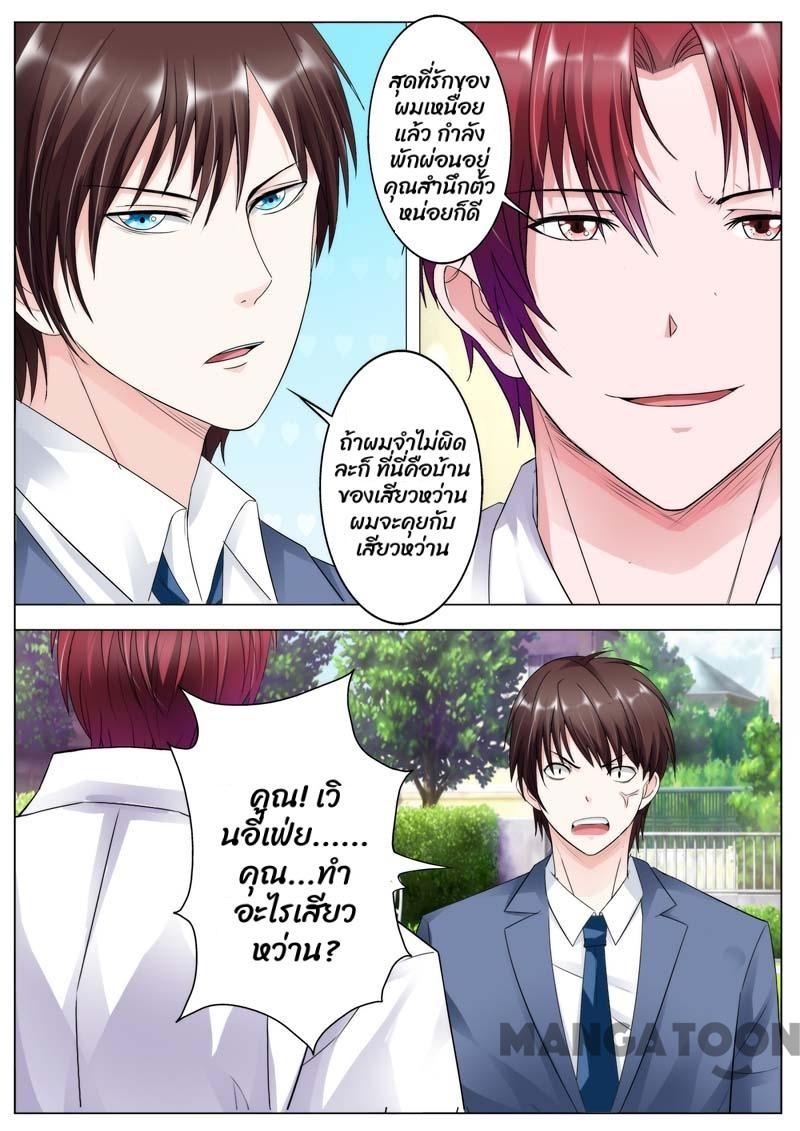 สุดที่รักของ
ผมเหนื่อย
แล้ว กำลัง
พักผ่อนอยู่
คุณสำนึกตัว
หน่อยก็ดี
ถ้าผมจำไม่ผิด
ละก็ ที่นี่คือบ้าน
ของเสียวหว่าน
ผมจะคุยกับ
เสียวหว่าน
คุณ! เวิ
นอี้เฟ่ย......
คุณ...ทำ
อะไรเสียว
หว่าน?
MANGATOON